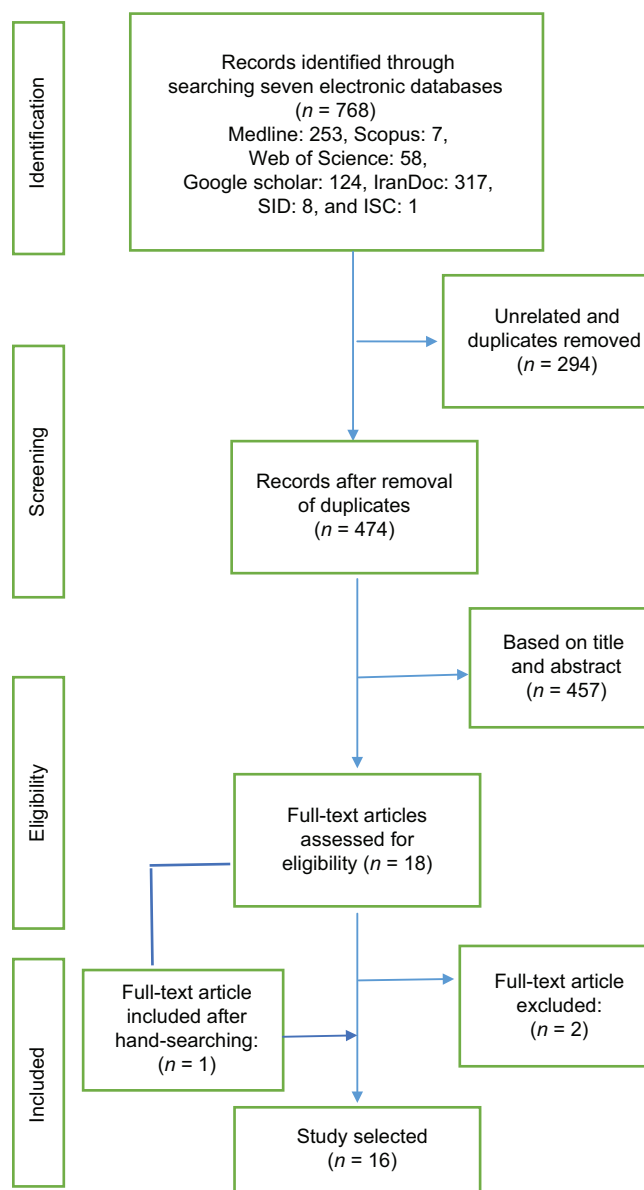 Identification
Records identified through
searching seven electronic databases
(n = 768)
Medline: 253, Scopus: 7,
Web of Science: 58,
Google scholar: 124, IranDoc: 317,
SID: 8, and ISC: 1
Unrelated and
duplicates removed
(n = 294)
Screening
Records after removal
of duplicates
(n = 474)
Based on title
and abstract
(n = 457)
Eligibility
Full-text articles
assessed for
eligibility (n = 18)
Included
Full-text article
included after
hand-searching:
(n = 1)
Full-text article
excluded:
(n = 2)
Study selected
(n = 16)